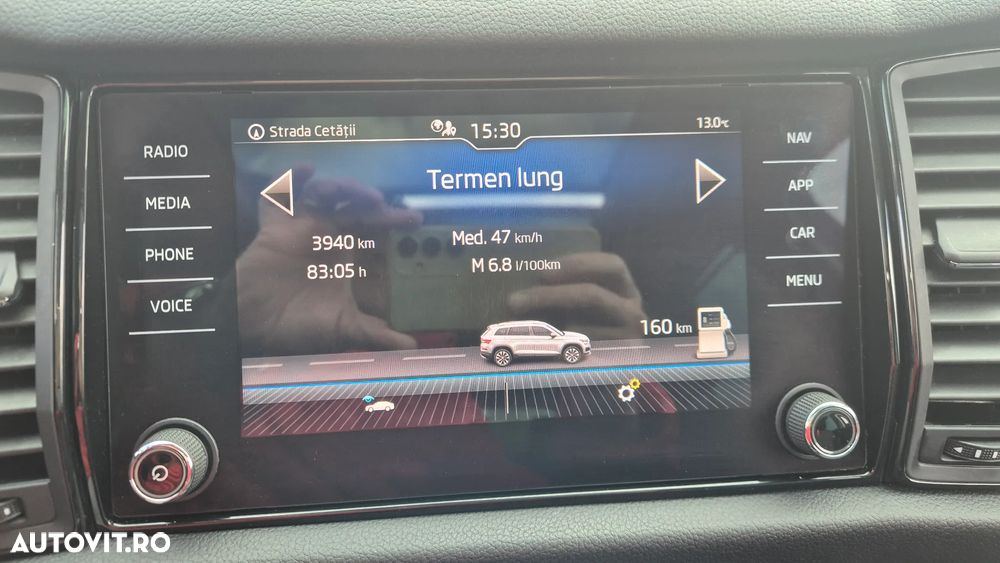 Strada Cetății
15:30
13.0°C
RADIO
MEDIA
PHONE
VOICE
NAV
APP
CAR
MENU
Termen lung
3940 km
Med. 47 km/h
83:05 h
M 6.8 l/100km
160 km
AUTOVIT.RO